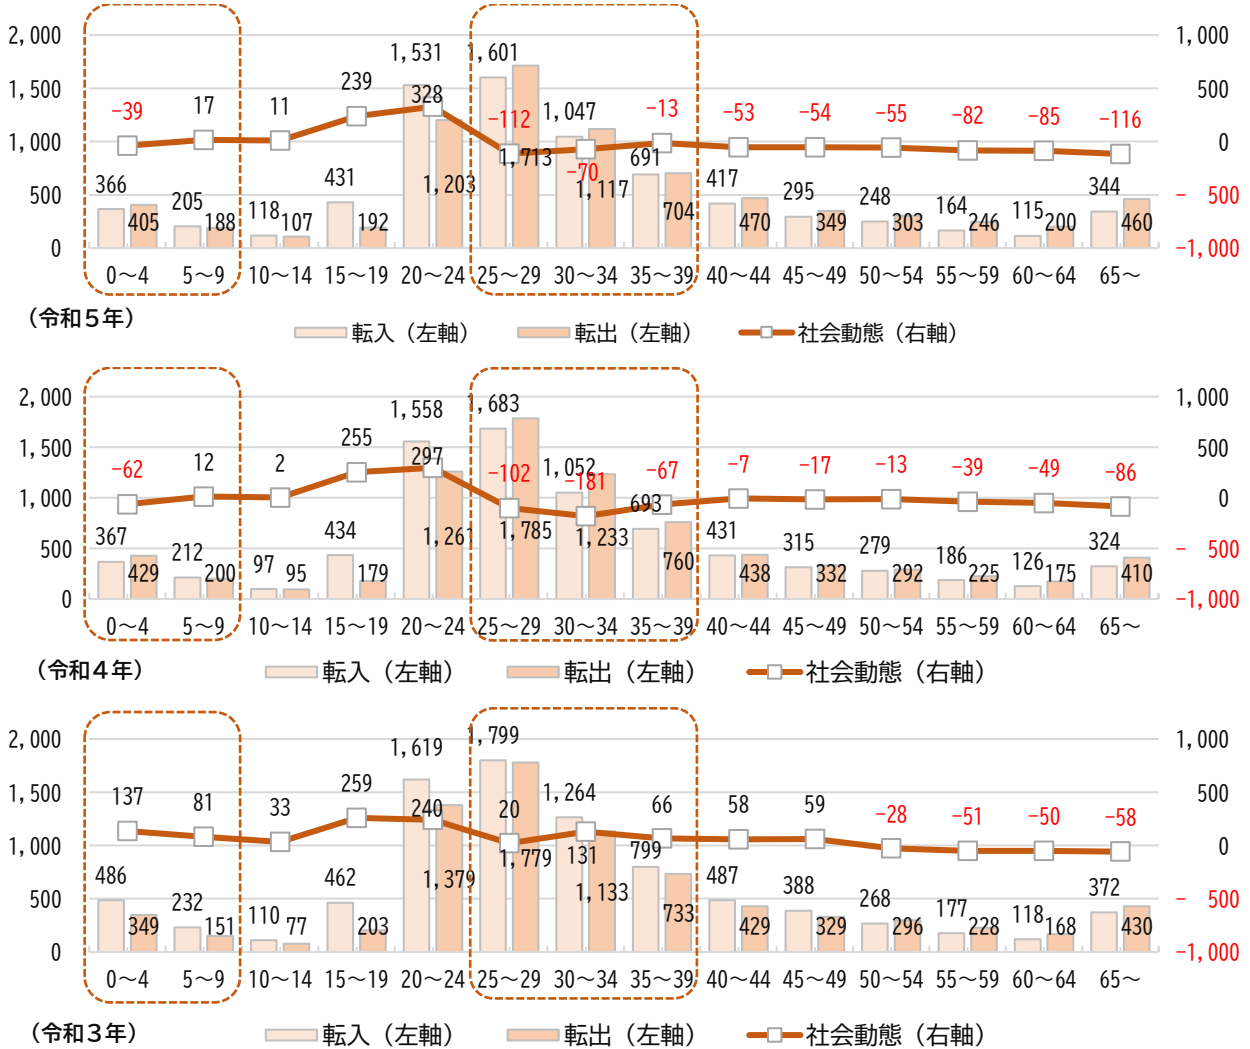 2,000 1,531 1,601 1,000
1,500 -39 17 11 239 328 -112 1,047 -13 -53 -54 -55 -82 -85 -116 500
1,000 1,713 -70 691 0
500 366 205 118 431 1,203 1,117 417 295 248 164 115 344 - 500
0 405 188 107 192 704 470 349 303 246 200 460 -1,000
0～4 5～9 10～14 15～19 20～24 25～29 30～34 35～39 40～44 45～49 50～54 55～59 60～64 65～
(令和5年)
転入（左軸） 転出（左軸） 社会動態（右軸）
2,000 1,558 1,683 1,000
1,500 -62 12 2 255 297 -102 1,052 -181 -67 -7 -17 -13 -39 -49 -86 500
1,000 693 0
500 367 212 97 434 1,261 1,785 1,233 431 315 279 186 126 324 - 500
0 429 200 95 179 760 438 332 292 225 175 410 -1,000
0～4 5～9 10～14 15～19 20～24 25～29 30～34 35～39 40～44 45～49 50～54 55～59 60～64 65～
(令和4年)
転入（左軸） 転出（左軸） 社会動態（右軸）
2,000 1,619 1,799 1,000
1,500 137 81 33 259 240 20 1,264 66 58 59 -28 -51 -50 -58 500
1,000 1,779 131 799 0
500 486 232 110 462 1,379 1,133 487 388 268 177 118 372 - 500
0 349 151 77 203 733 429 329 296 228 168 430 -1,000
0～4 5～9 10～14 15～19 20～24 25～29 30～34 35～39 40～44 45～49 50～54 55～59 60～64 65～
(令和3年)
転入（左軸） 転出（左軸） 社会動態（右軸）